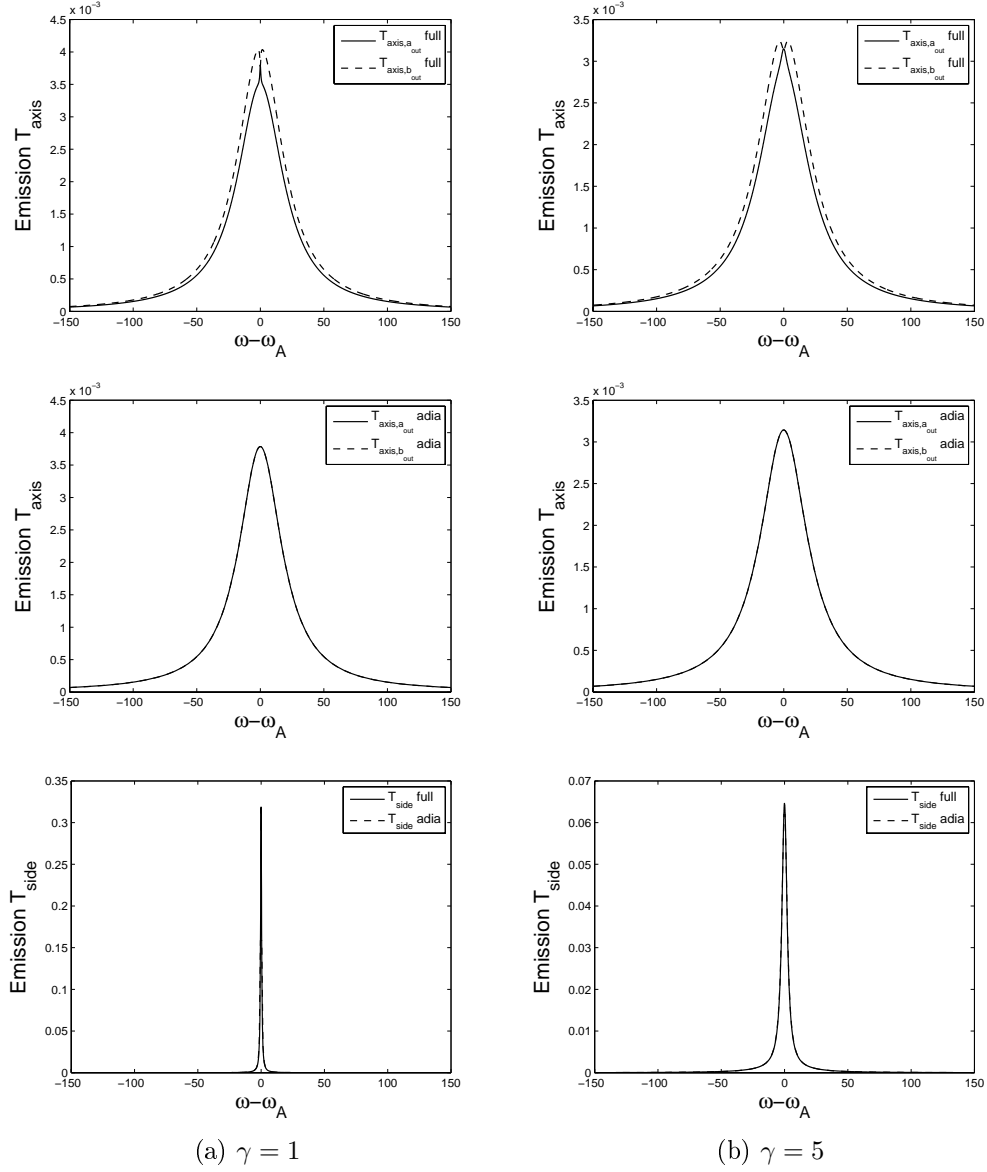 x 10⁻³
4.5
4
3.5
3
2.5
2
1.5
1
0.5
0
Emission T_axis
T_axis,a_out full
T_axis,b_out full
−150 −100 −50 0 50 100 150
ω−ω_A
x 10⁻³
3.5
3
2.5
2
1.5
1
0.5
0
Emission T_axis
T_axis,a_out full
T_axis,b_out full
−150 −100 −50 0 50 100 150
ω−ω_A
x 10⁻³
4.5
4
3.5
3
2.5
2
1.5
1
0.5
0
Emission T_axis
T_axis,a_out adia
T_axis,b_out adia
−150 −100 −50 0 50 100 150
ω−ω_A
x 10⁻³
3.5
3
2.5
2
1.5
1
0.5
0
Emission T_axis
T_axis,a_out adia
T_axis,b_out adia
−150 −100 −50 0 50 100 150
ω−ω_A
0.35
0.3
0.25
0.2
0.15
0.1
0.05
0
Emission T_side
T_side full
T_side adia
−150 −100 −50 0 50 100 150
ω−ω_A
0.07
0.06
0.05
0.04
0.03
0.02
0.01
0
Emission T_side
T_side full
T_side adia
−150 −100 −50 0 50 100 150
ω−ω_A
(a) γ = 1
(b) γ = 5